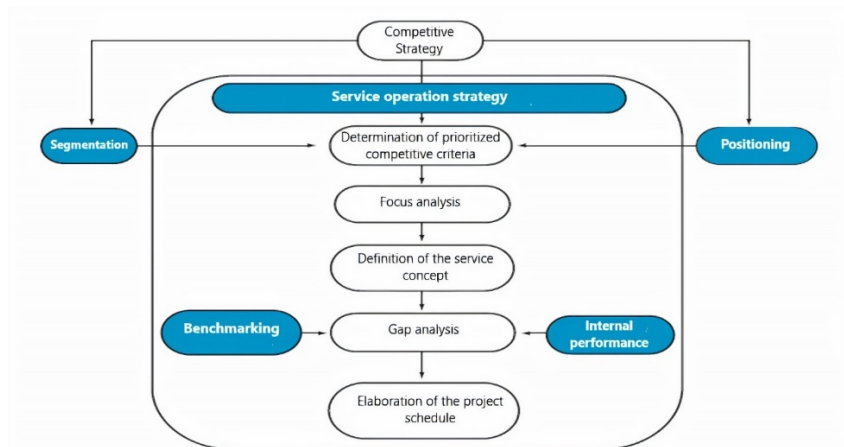 Competitive
Strategy
Service operation strategy
Segmentation
Determination of prioritized
competitive criteria
Positioning
Focus analysis
Definition of the service
concept
Benchmarking
Gap analysis
Internal
performance
Elaboration of the project
schedule